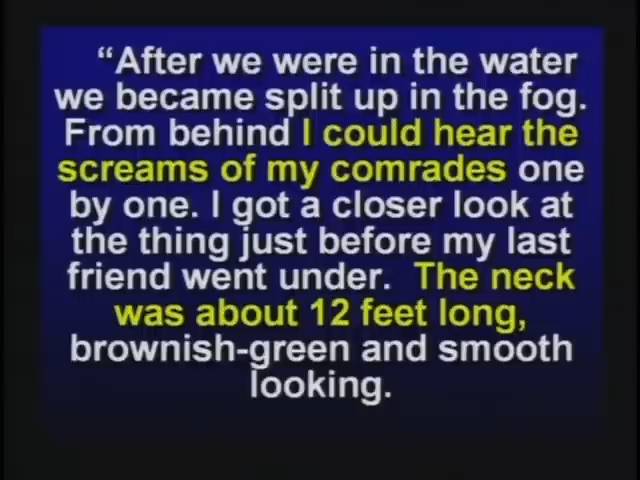 “After we were in the water
we became split up in the fog.
From behind I could hear the
screams of my comrades one
by one. I got a closer look at
the thing just before my last
friend went under.  The neck
was about 12 feet long,
brownish-green and smooth
looking.